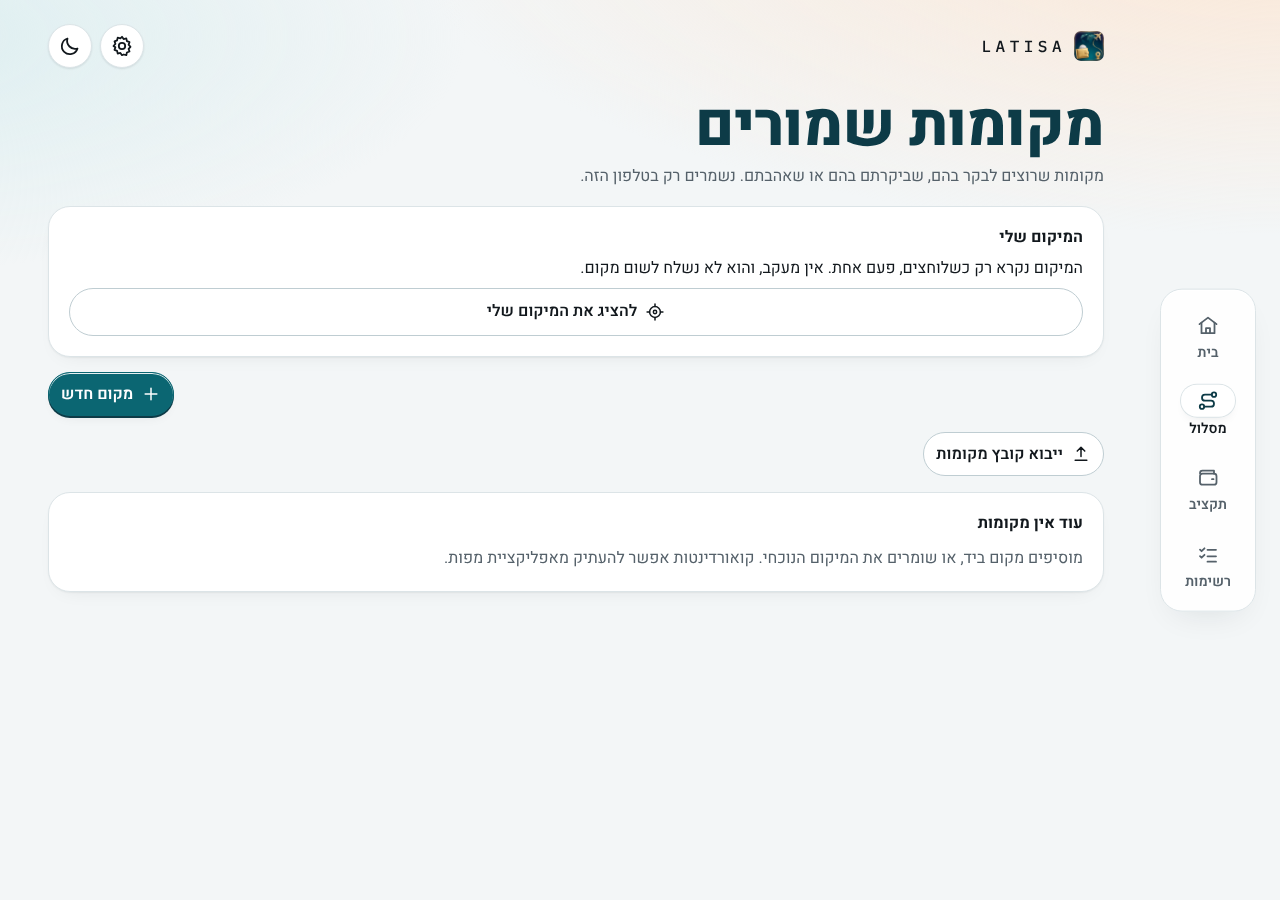 LATISA
מקומות שמורים
מקומות שרוצים לבקר בהם, שביקרתם בהם או שאהבתם. נשמרים רק בטלפון הזה.
המיקום שלי
המיקום נקרא רק כשלוחצים, פעם אחת. אין מעקב, והוא לא נשלח לשום מקום.
להציג את המיקום שלי
מקום חדש
ייבוא קובץ מקומות
עוד אין מקומות
מוסיפים מקום ביד, או שומרים את המיקום הנוכחי. קואורדינטות אפשר להעתיק מאפליקציית מפות.
בית
מסלול
תקציב
רשימות